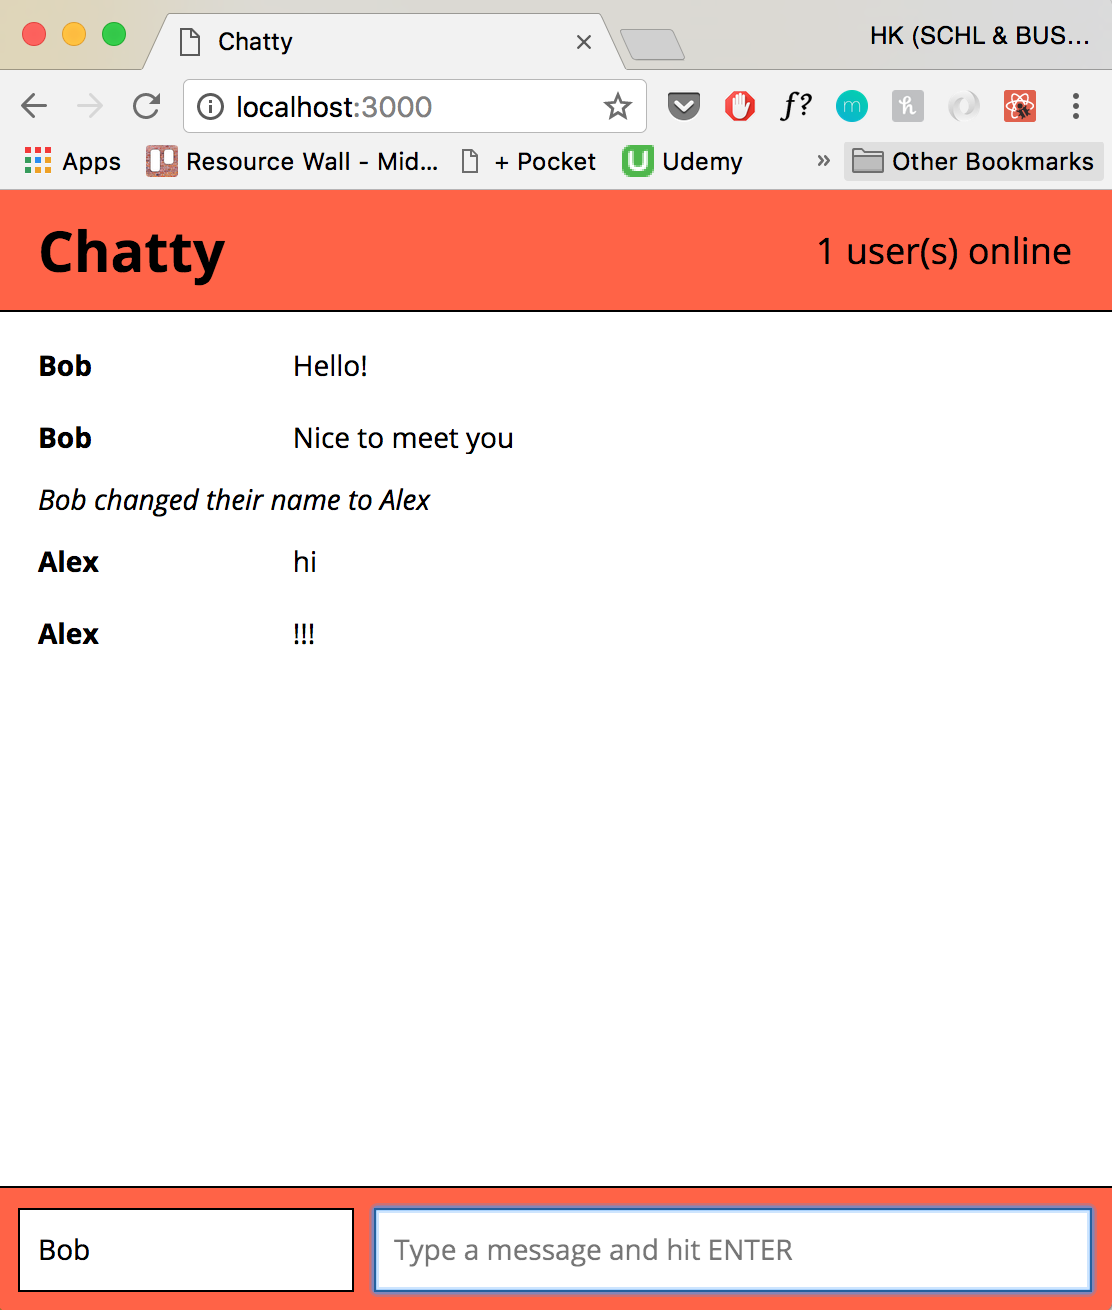 Chatty
HK (SCHL & BUS...
localhost:3000
Apps
Resource Wall - Mid...
+ Pocket
Udemy
»
Other Bookmarks
Chatty
1 user(s) online
Bob Hello!
Bob Nice to meet you
Bob changed their name to Alex
Alex hi
Alex !!!
Bob
Type a message and hit ENTER